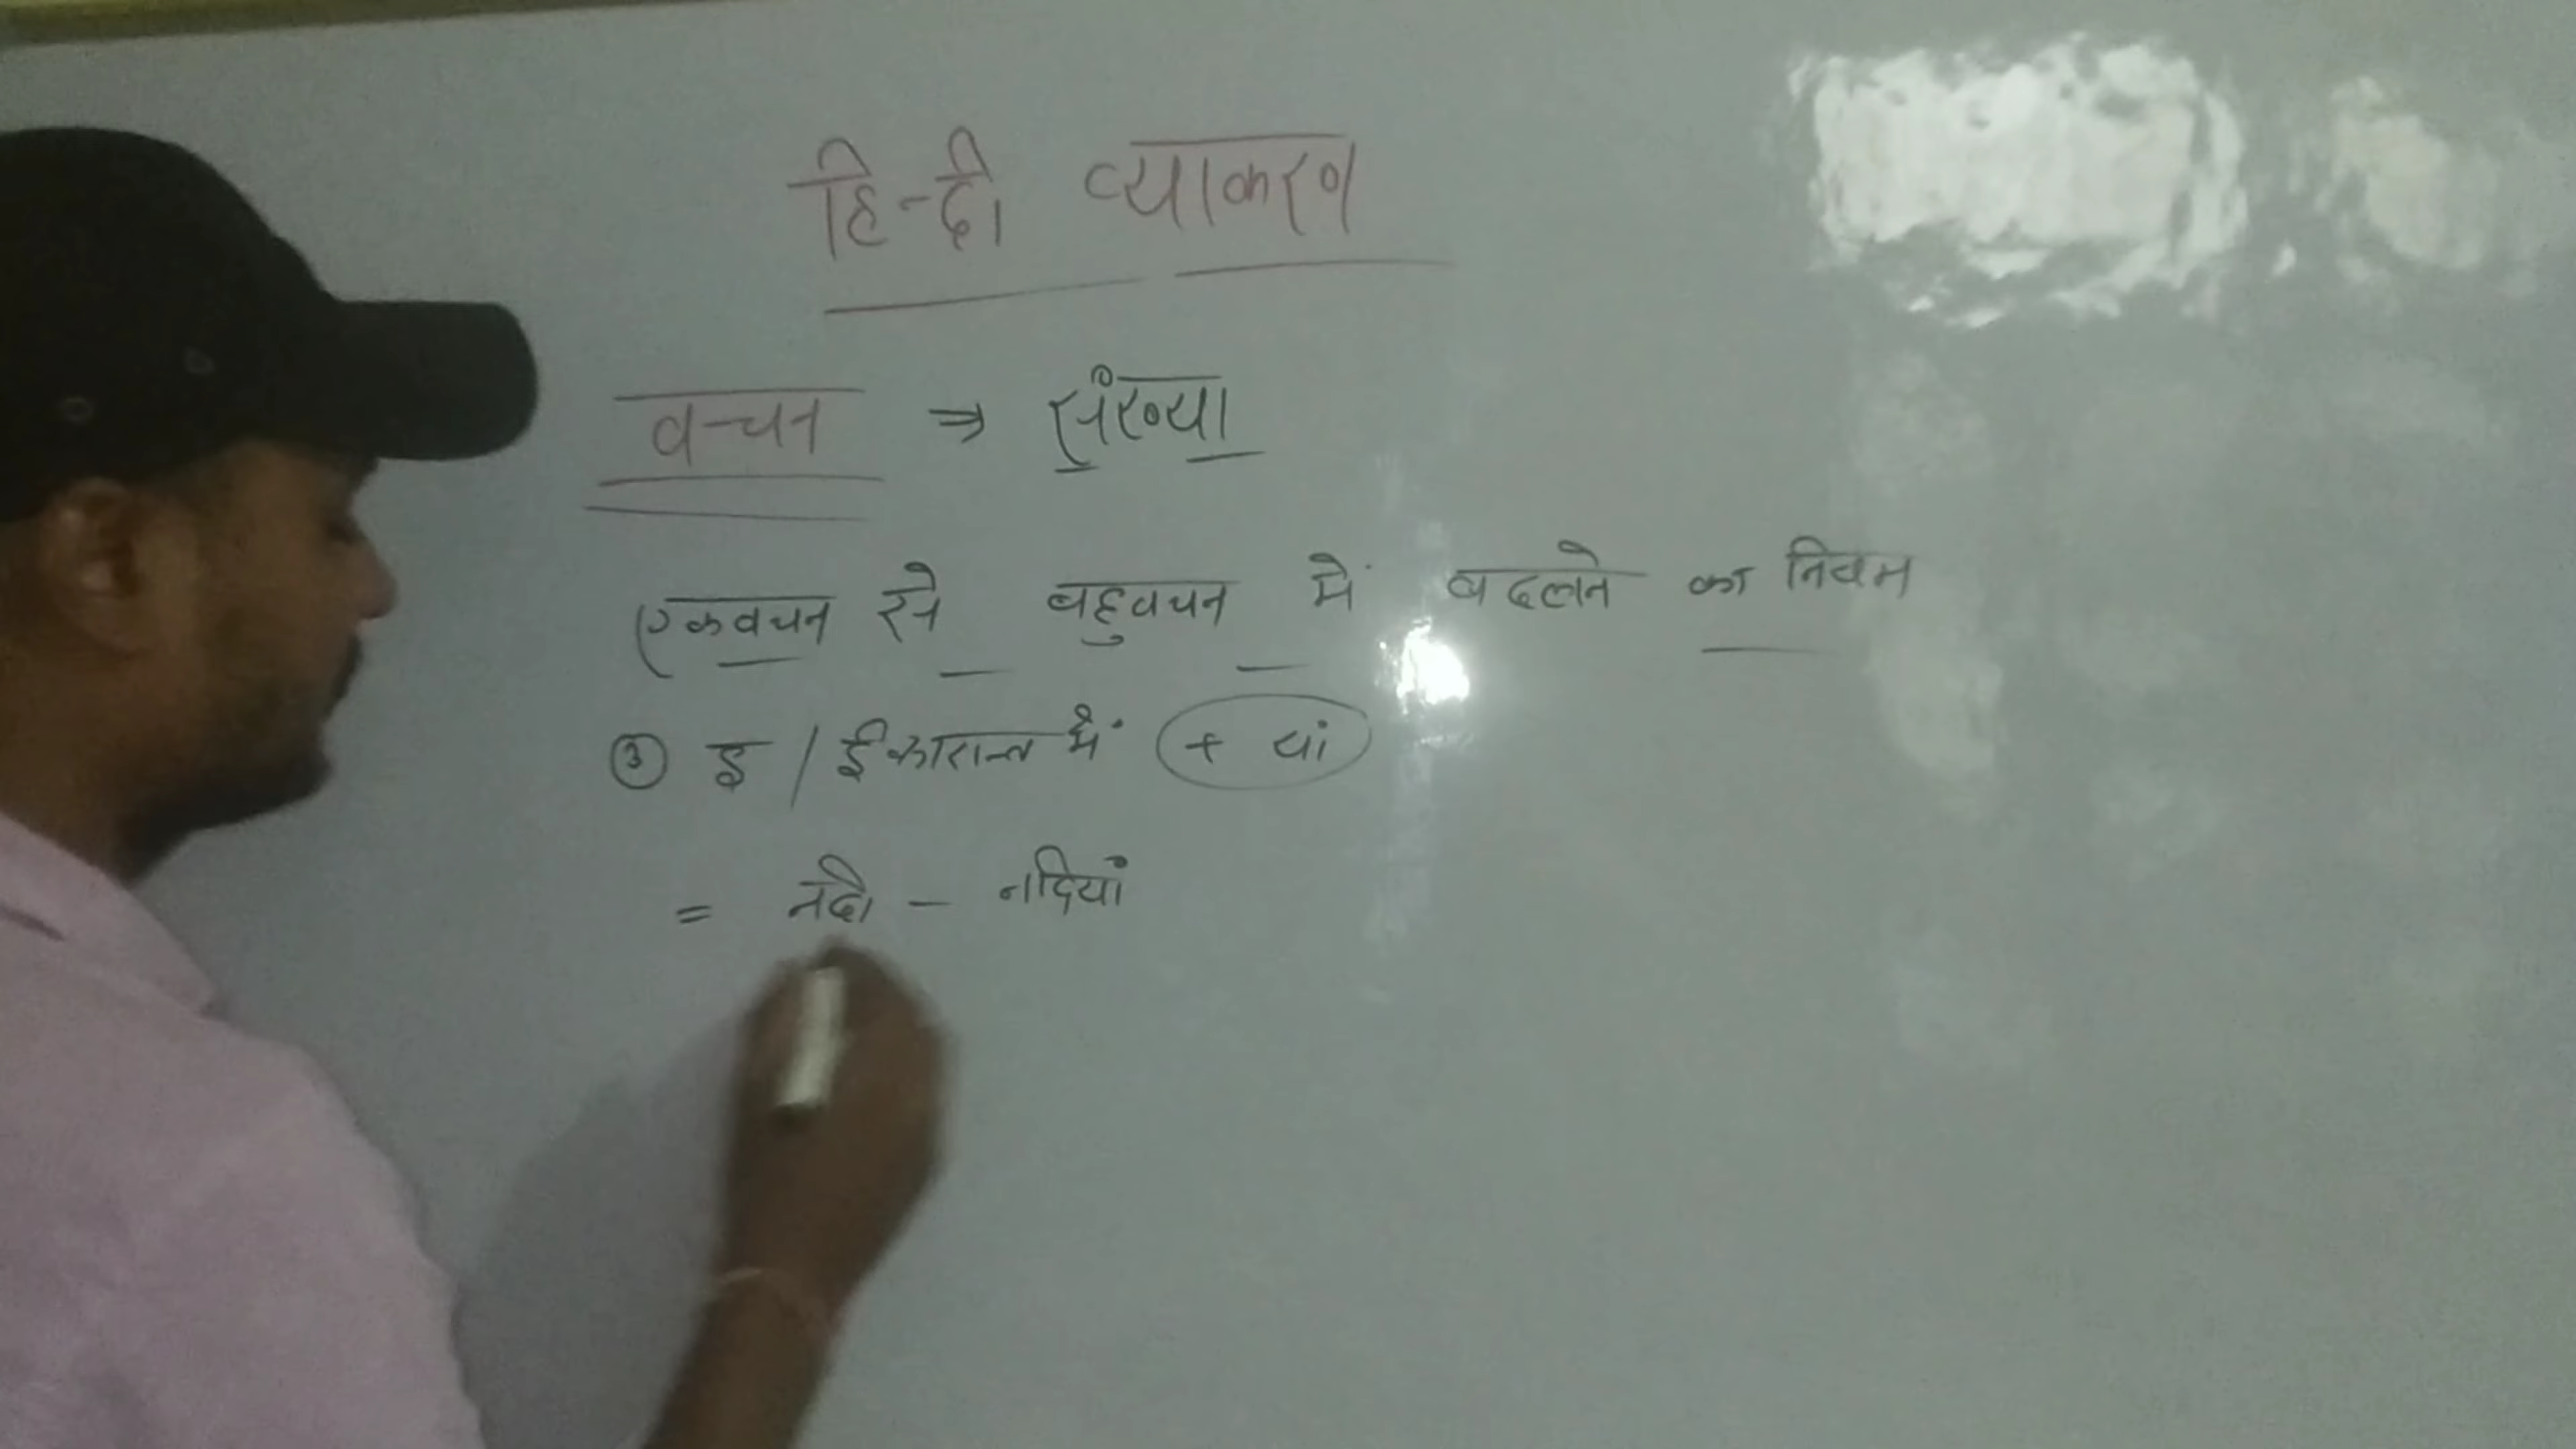 हिन्दी व्याकरण
वचन ⇒ संख्या
एकवचन से बहुवचन में बदलने का नियम
③ इ / ईकारान्त में + यां
= नदी - नदियां